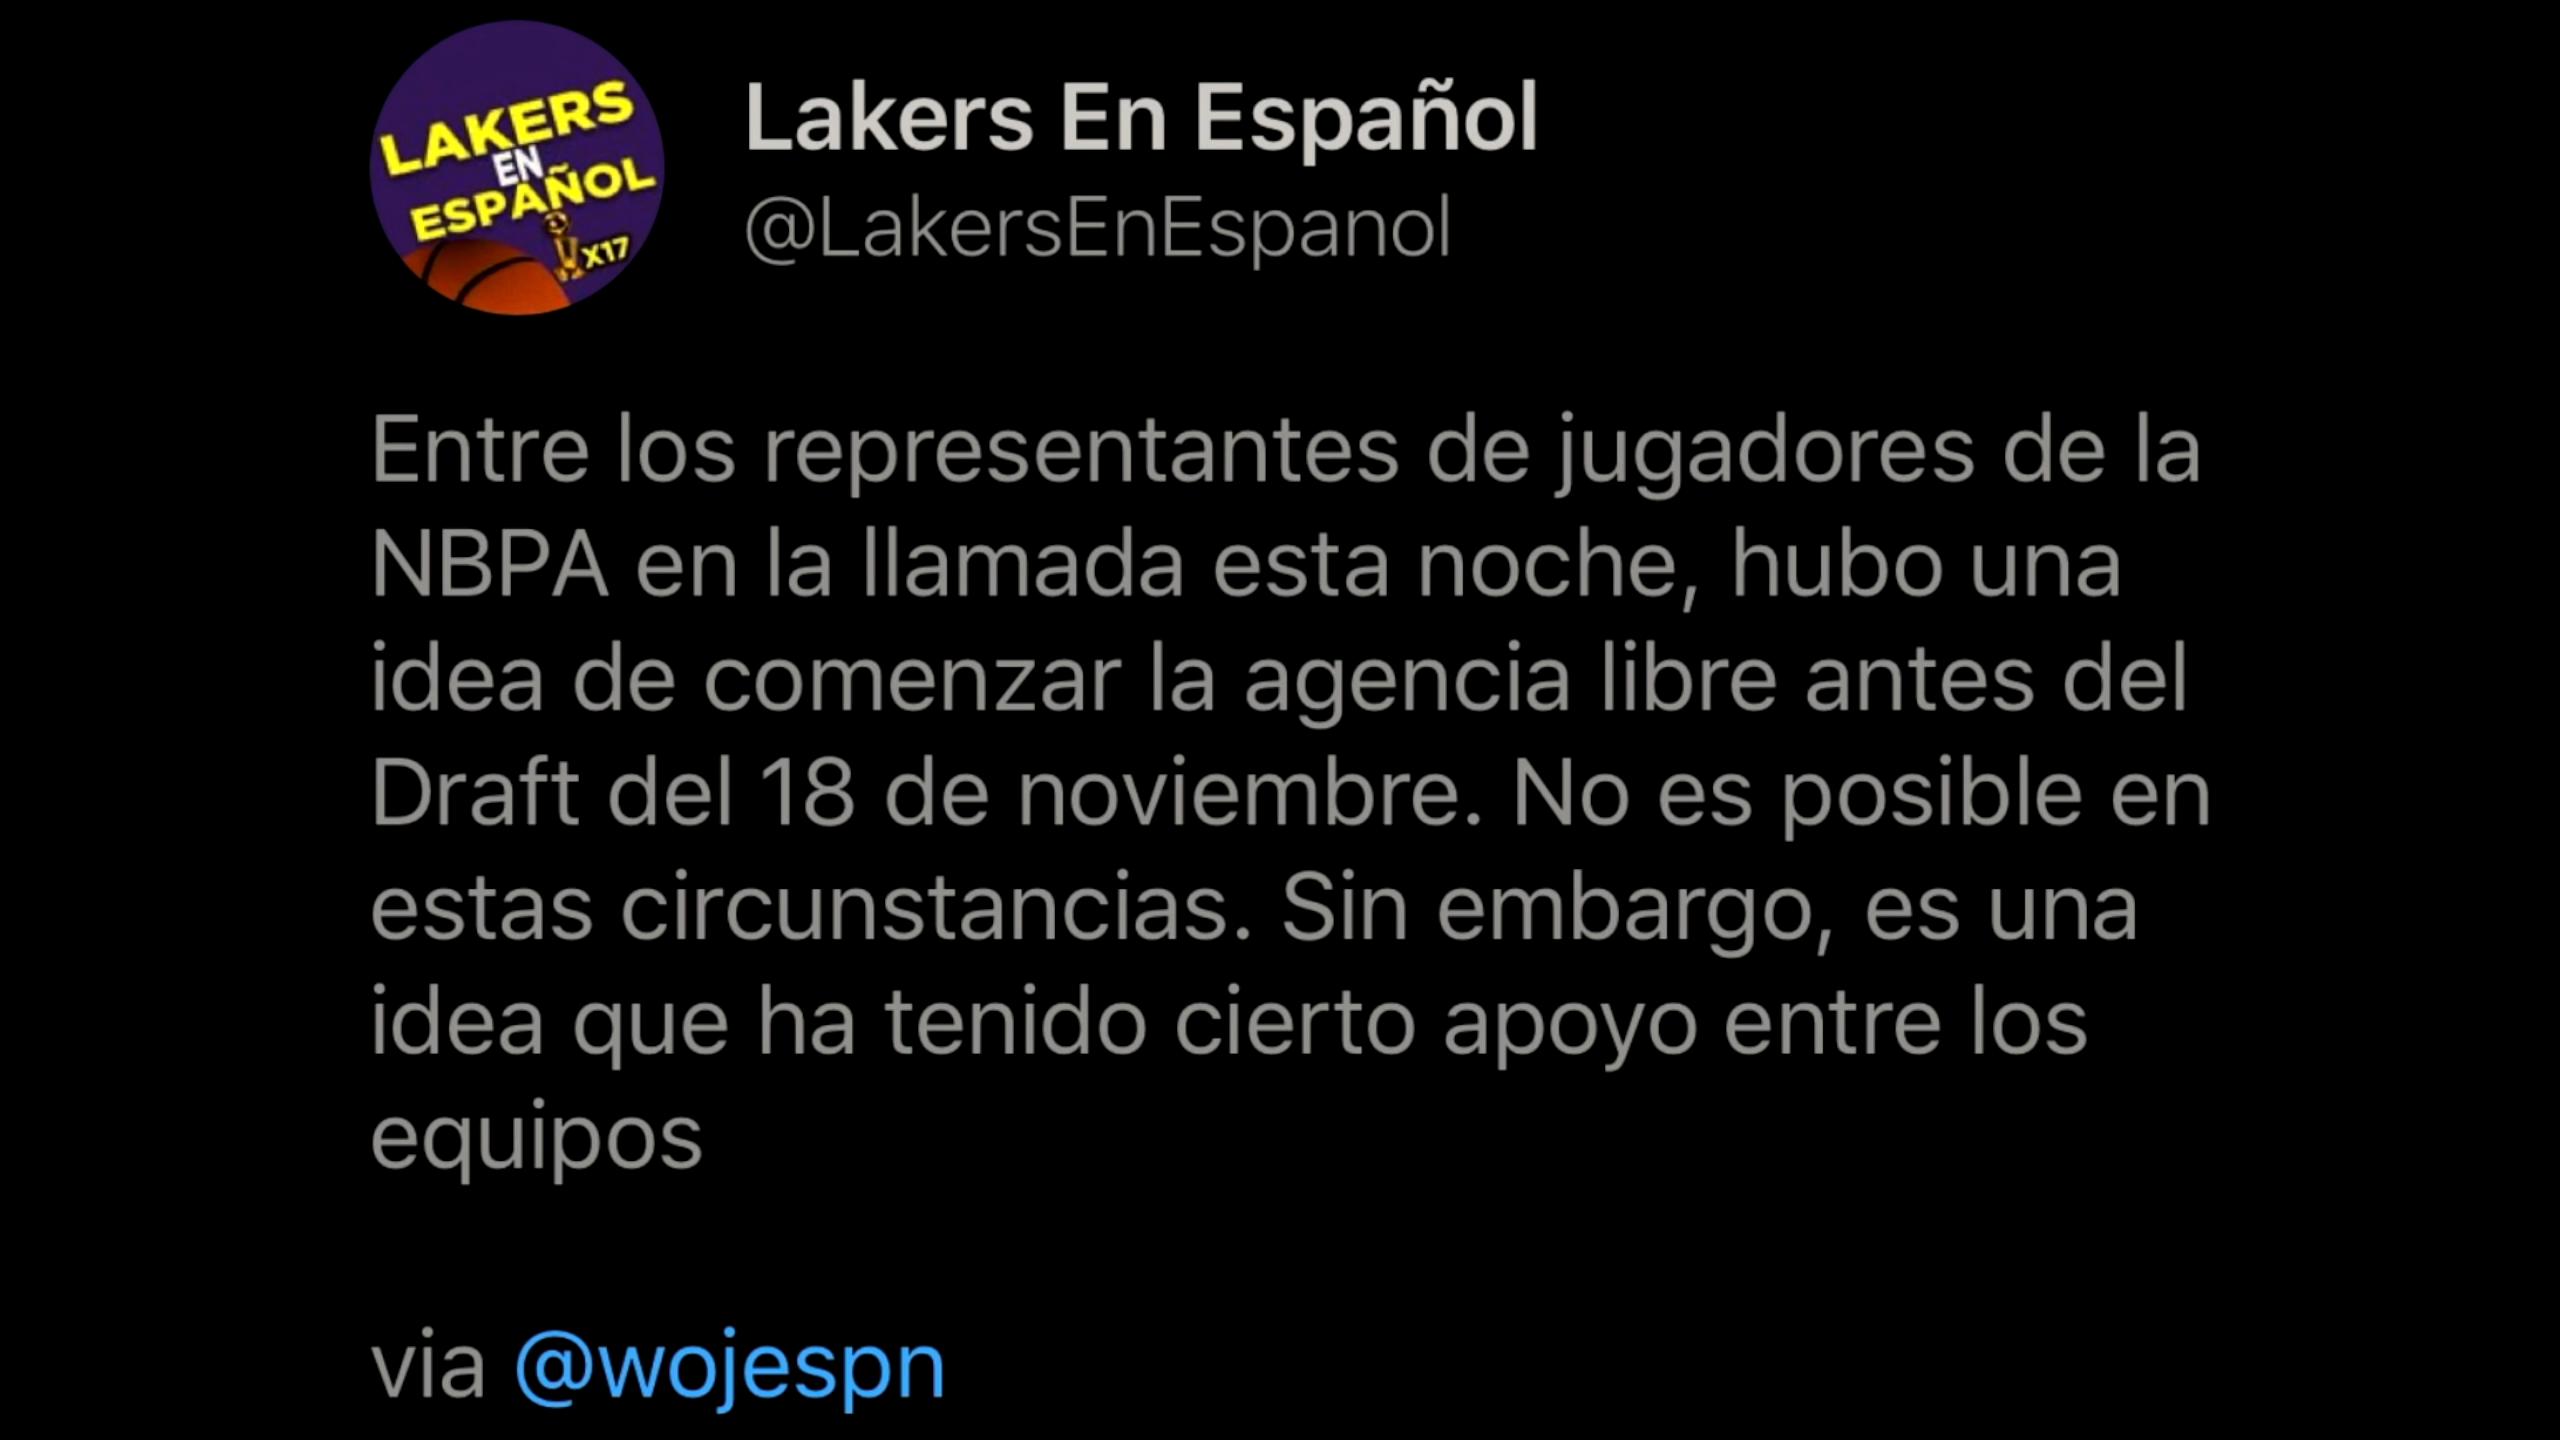 LAKERS
EN
ESPAÑOL
X17
Lakers En Español
@LakersEnEspanol
Entre los representantes de jugadores de la
NBPA en la llamada esta noche, hubo una
idea de comenzar la agencia libre antes del
Draft del 18 de noviembre. No es posible en
estas circunstancias. Sin embargo, es una
idea que ha tenido cierto apoyo entre los
equipos
via @wojespn